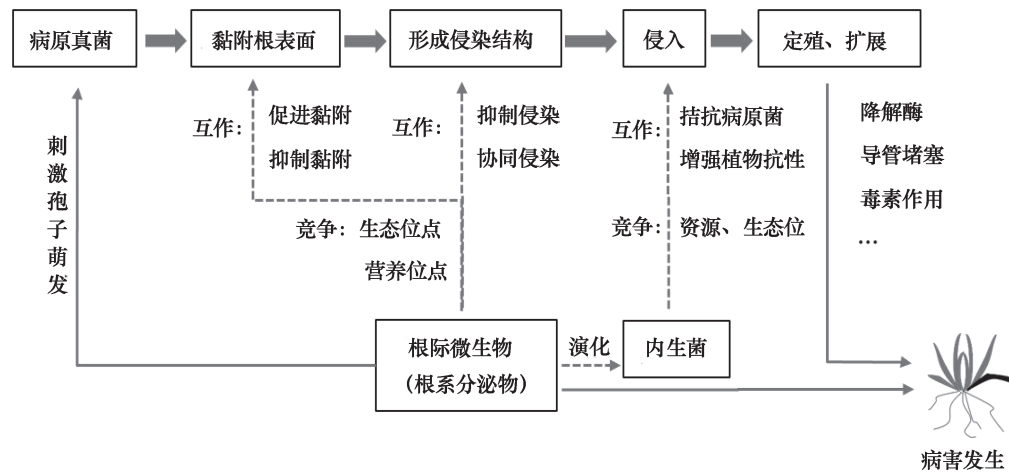 病原真菌
黏附根表面
形成侵染结构
侵入
定殖、扩展
刺激孢子萌发
互作：
促进黏附
抑制黏附
互作：
抑制侵染
协同侵染
互作：
拮抗病原菌
增强植物抗性
降解酶
导管堵塞
毒素作用
…
竞争：生态位点
营养位点
竞争：资源、生态位
根际微生物
（根系分泌物）
演化
内生菌
病害发生